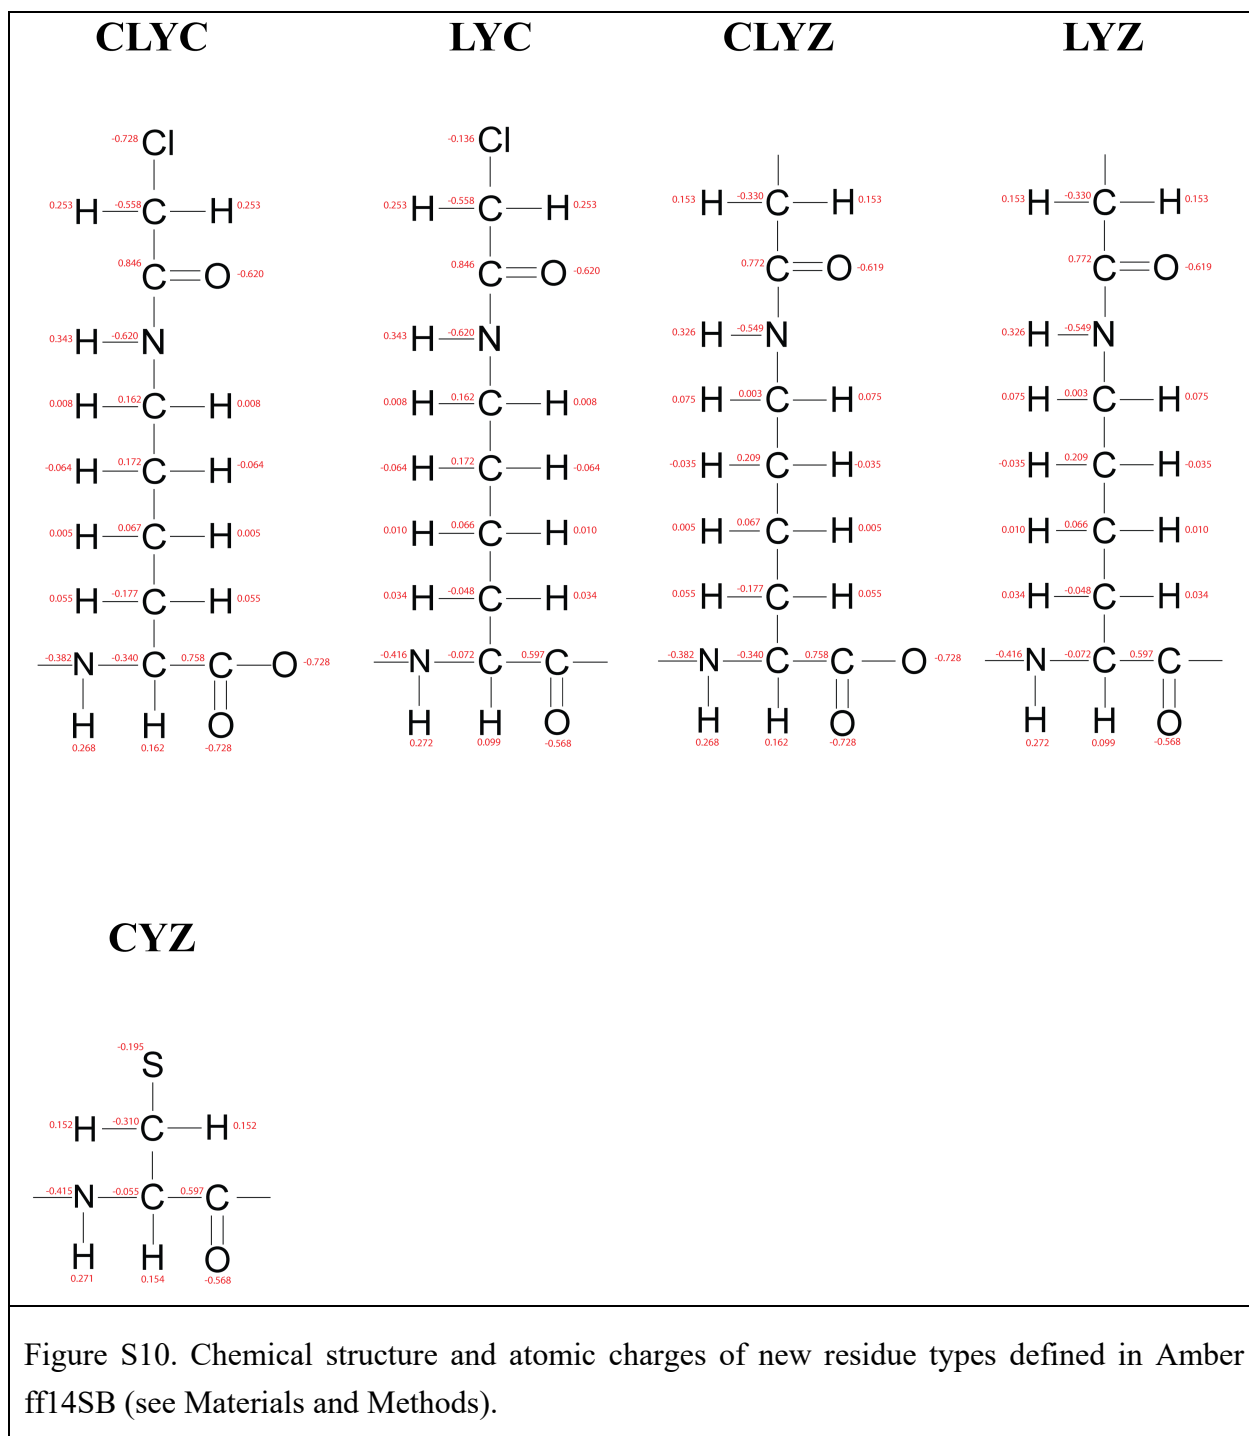 CLYC LYC CLYZ LYZ
-0.728 Cl -0.136 Cl
0.253 H -0.558 C H 0.253 0.253 H -0.558 C H 0.253 0.153 H -0.330 C H 0.153 0.153 H -0.330 C H 0.153
0.846 C O -0.620 0.846 C O -0.620 0.772 C O -0.619 0.772 C O -0.619
0.343 H -0.620 N 0.343 H -0.620 N 0.326 H -0.549 N 0.326 H -0.549 N
0.008 H 0.162 C H 0.008 0.008 H 0.162 C H 0.008 0.075 H 0.003 C H 0.075 0.075 H 0.003 C H 0.075
-0.064 H 0.172 C H -0.064 -0.064 H 0.172 C H -0.064 -0.035 H 0.209 C H -0.035 -0.035 H 0.209 C H -0.035
0.005 H 0.067 C H 0.005 0.010 H 0.066 C H 0.010 0.005 H 0.067 C H 0.005 0.010 H 0.066 C H 0.010
0.055 H -0.177 C H 0.055 0.034 H -0.048 C H 0.034 0.055 H -0.177 C H 0.055 0.034 H -0.048 C H 0.034
-0.382 N -0.340 C 0.758 C O -0.728 -0.416 N -0.072 C 0.597 C -0.382 N -0.340 C 0.758 C O -0.728 -0.416 N -0.072 C 0.597 C
H H O H H O H H O H H O
0.268 0.162 -0.728 0.272 0.099 -0.568 0.268 0.162 -0.728 0.272 0.099 -0.568
CYZ
-0.195 S
0.152 H -0.310 C H 0.152
-0.415 N -0.055 C 0.597 C
H H O
0.271 0.154 -0.568
Figure S10. Chemical structure and atomic charges of new residue types defined in Amber
ff14SB (see Materials and Methods).